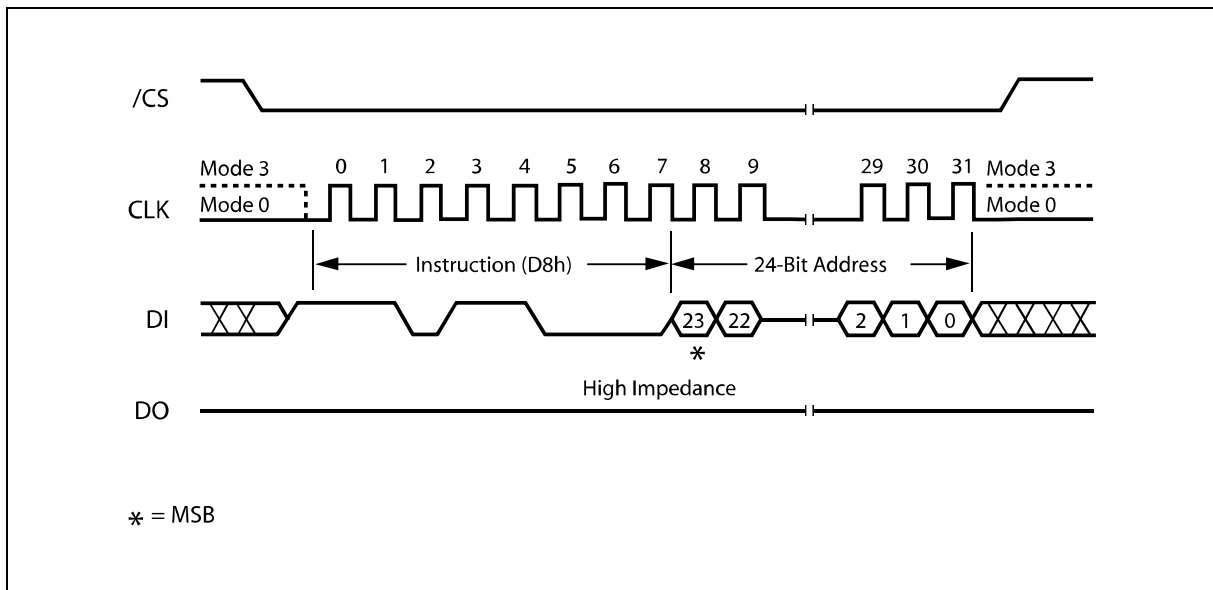 /CS
Mode 3 0 1 2 3 4 5 6 7 8 9 29 30 31 Mode 3
CLK Mode 0 Mode 0
Instruction (D8h) 24-Bit Address
DI 23 22 2 1 0
*
High Impedance
DO
* = MSB